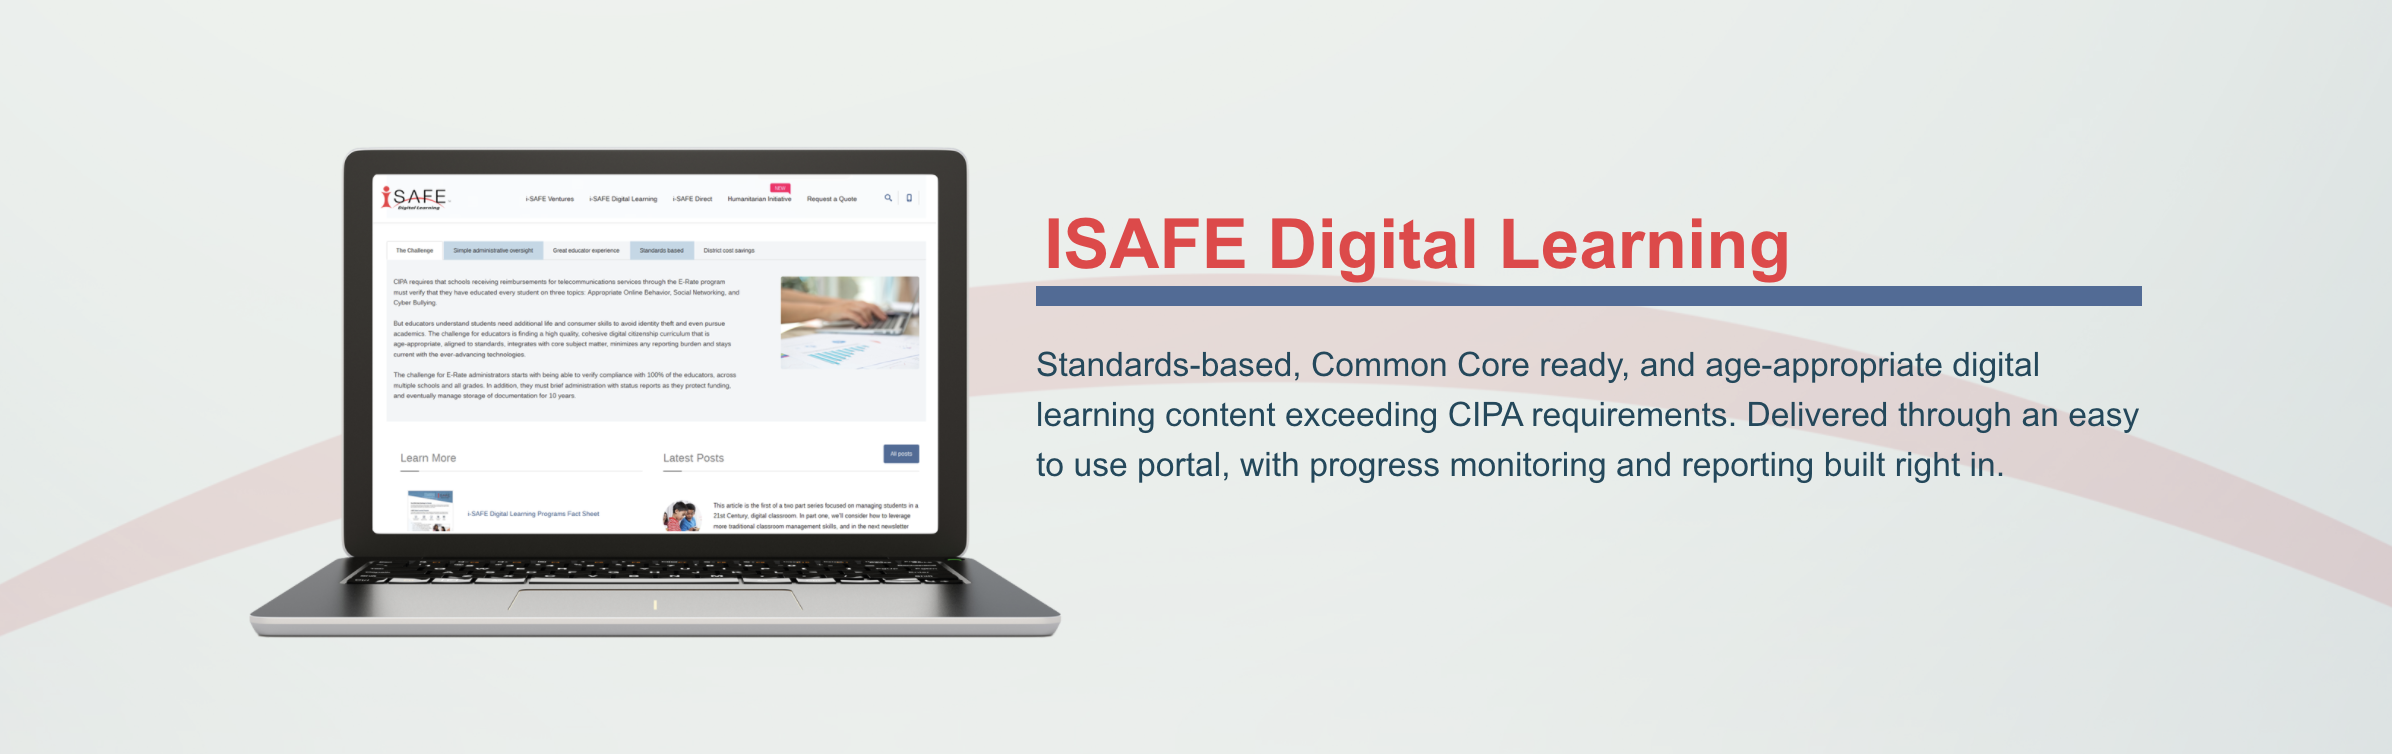 iSAFE
Digital Learning
i-SAFE Ventures
i-SAFE Digital Learning
i-SAFE Direct
NEW
Humanitarian Initiative
Request a Quote
The Challenge
Simple administrative oversight
Great educator experience
Standards based
District cost savings
CIPA requires that schools receiving reimbursements for telecommunications services through the E-Rate program
must verify that they have educated every student on three topics: Appropriate Online Behavior, Social Networking, and
Cyber Bullying.
But educators understand students need additional life and consumer skills to avoid identity theft and even pursue
academics. The challenge for educators is finding a high quality, cohesive digital citizenship curriculum that is
age-appropriate, aligned to standards, integrates with core subject matter, minimizes any reporting burden and stays
current with the ever-advancing technologies.
The challenge for E-Rate administrators starts with being able to verify compliance with 100% of the educators, across
multiple schools and all grades. In addition, they must brief administration with status reports as they protect funding,
and eventually manage storage of documentation for 10 years.
Learn More
i-SAFE Digital Learning Programs Fact Sheet
Latest Posts
All posts
This article is the first of a two part series focused on managing students in a
21st Century, digital classroom. In part one, we'll consider how to leverage
more traditional classroom management skills, and in the next newsletter
ISAFE Digital Learning
Standards-based, Common Core ready, and age-appropriate digital
learning content exceeding CIPA requirements. Delivered through an easy
to use portal, with progress monitoring and reporting built right in.